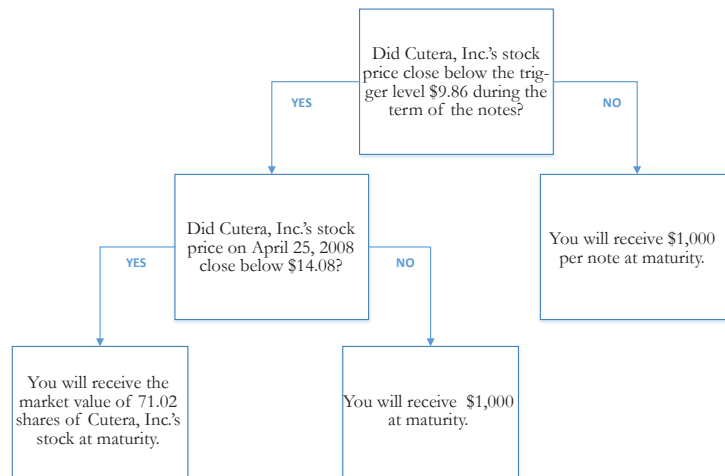 Did Cutera, Inc.'s stock
price close below the trig-
ger level $9.86 during the
term of the notes?
YES
NO
Did Cutera, Inc.'s stock
price on April 25, 2008
close below $14.08?
You will receive $1,000
per note at maturity.
YES
NO
You will receive the
market value of 71.02
shares of Cutera, Inc.'s
stock at maturity.
You will receive $1,000
at maturity.